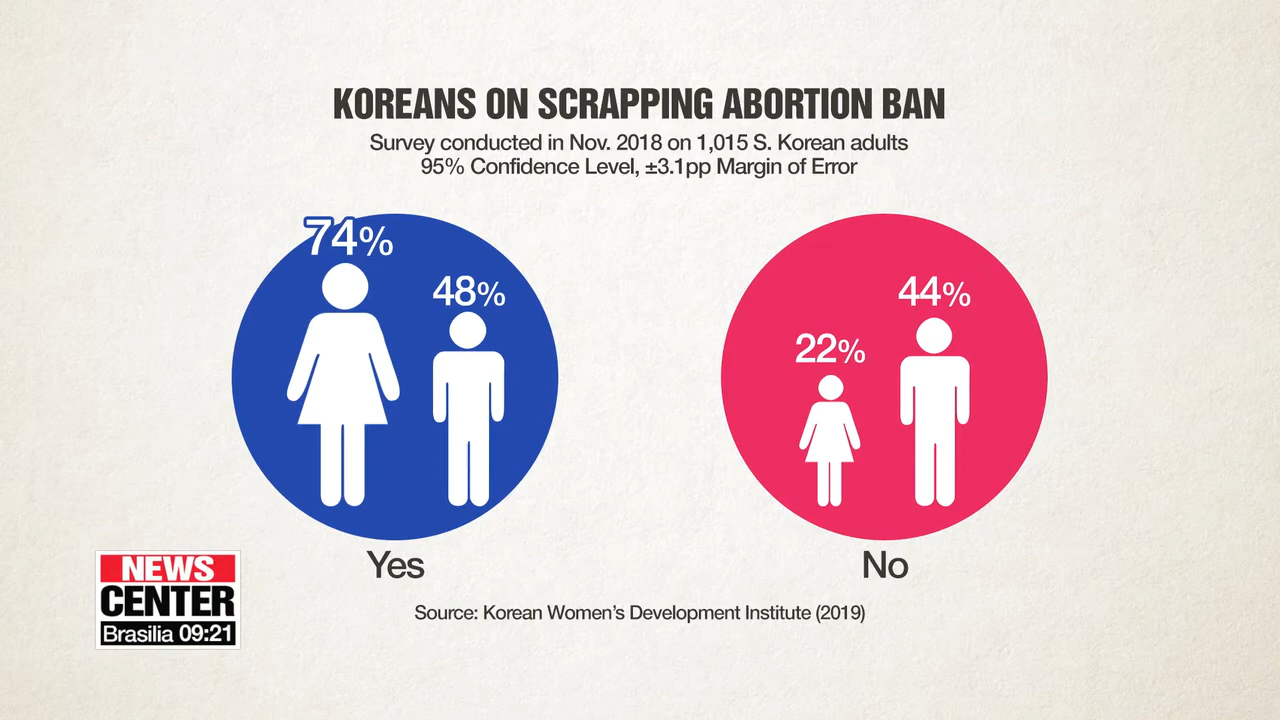 KOREANS ON SCRAPPING ABORTION BAN
Survey conducted in Nov. 2018 on 1,015 S. Korean adults
95% Confidence Level, ±3.1pp Margin of Error
74%
48%
22%
44%
Yes
No
Source: Korean Women's Development Institute (2019)
NEWS
CENTER
Brasilia 09:21